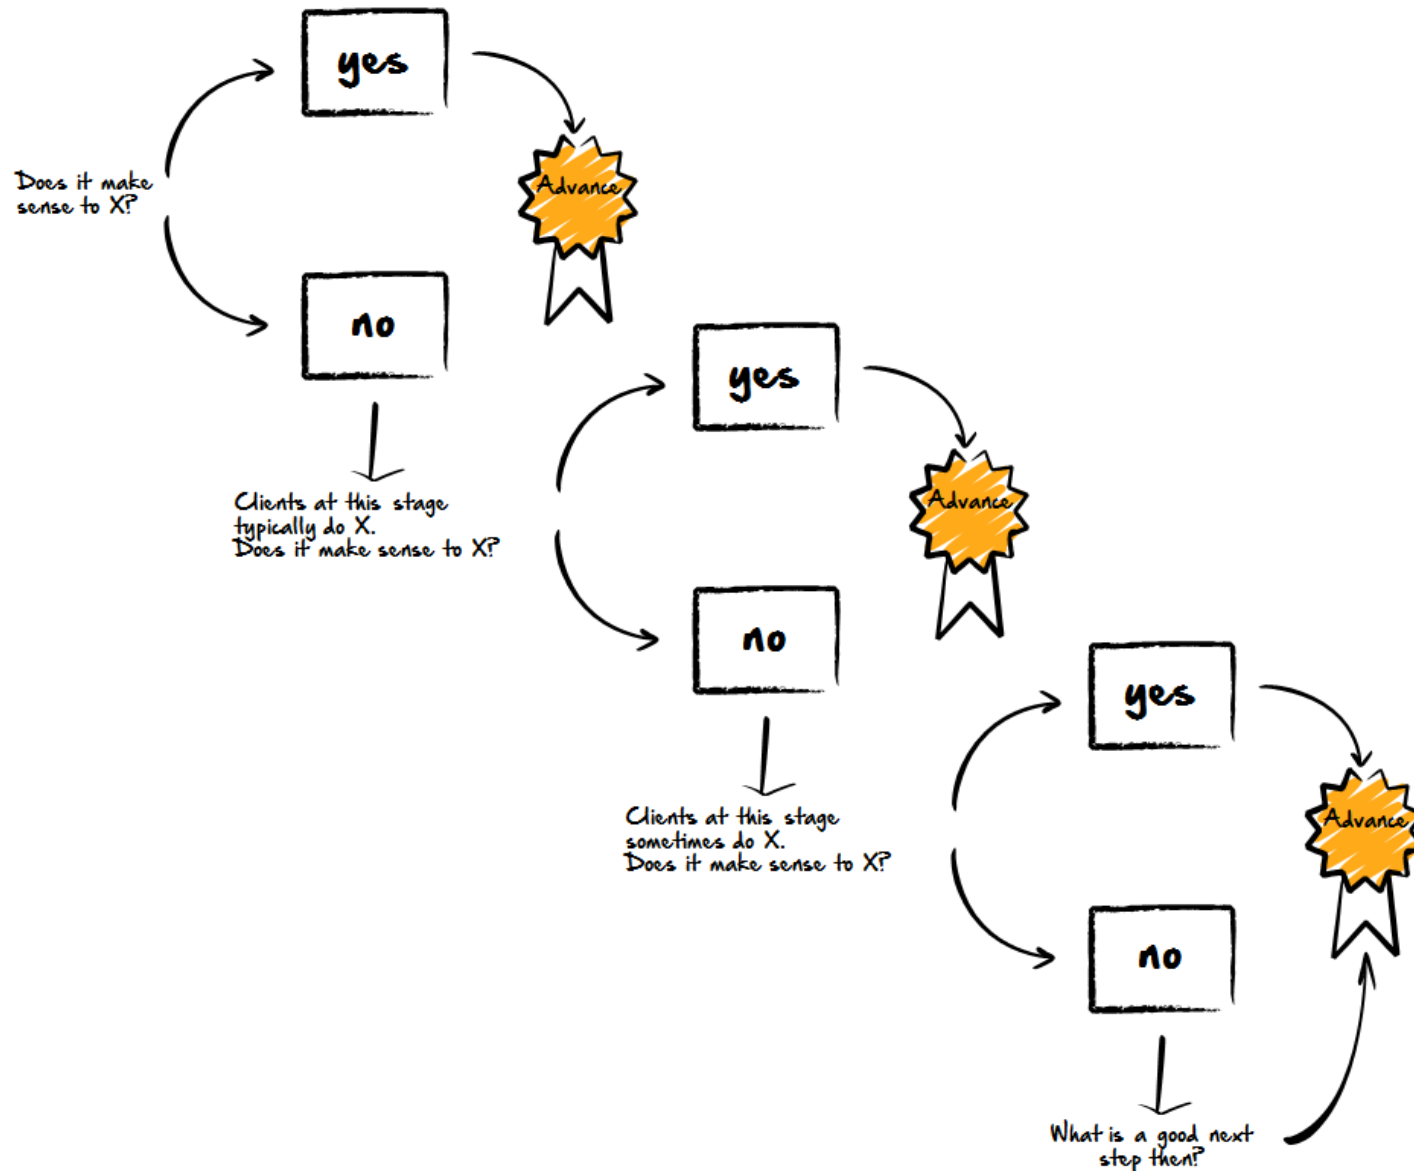 yes
Advance
Does it make
sense to X?
no
Clients at this stage
typically do X.
Does it make sense to X?
yes
Advance
no
Clients at this stage
sometimes do X.
Does it make sense to X?
yes
Advance
no
What is a good next
step then?